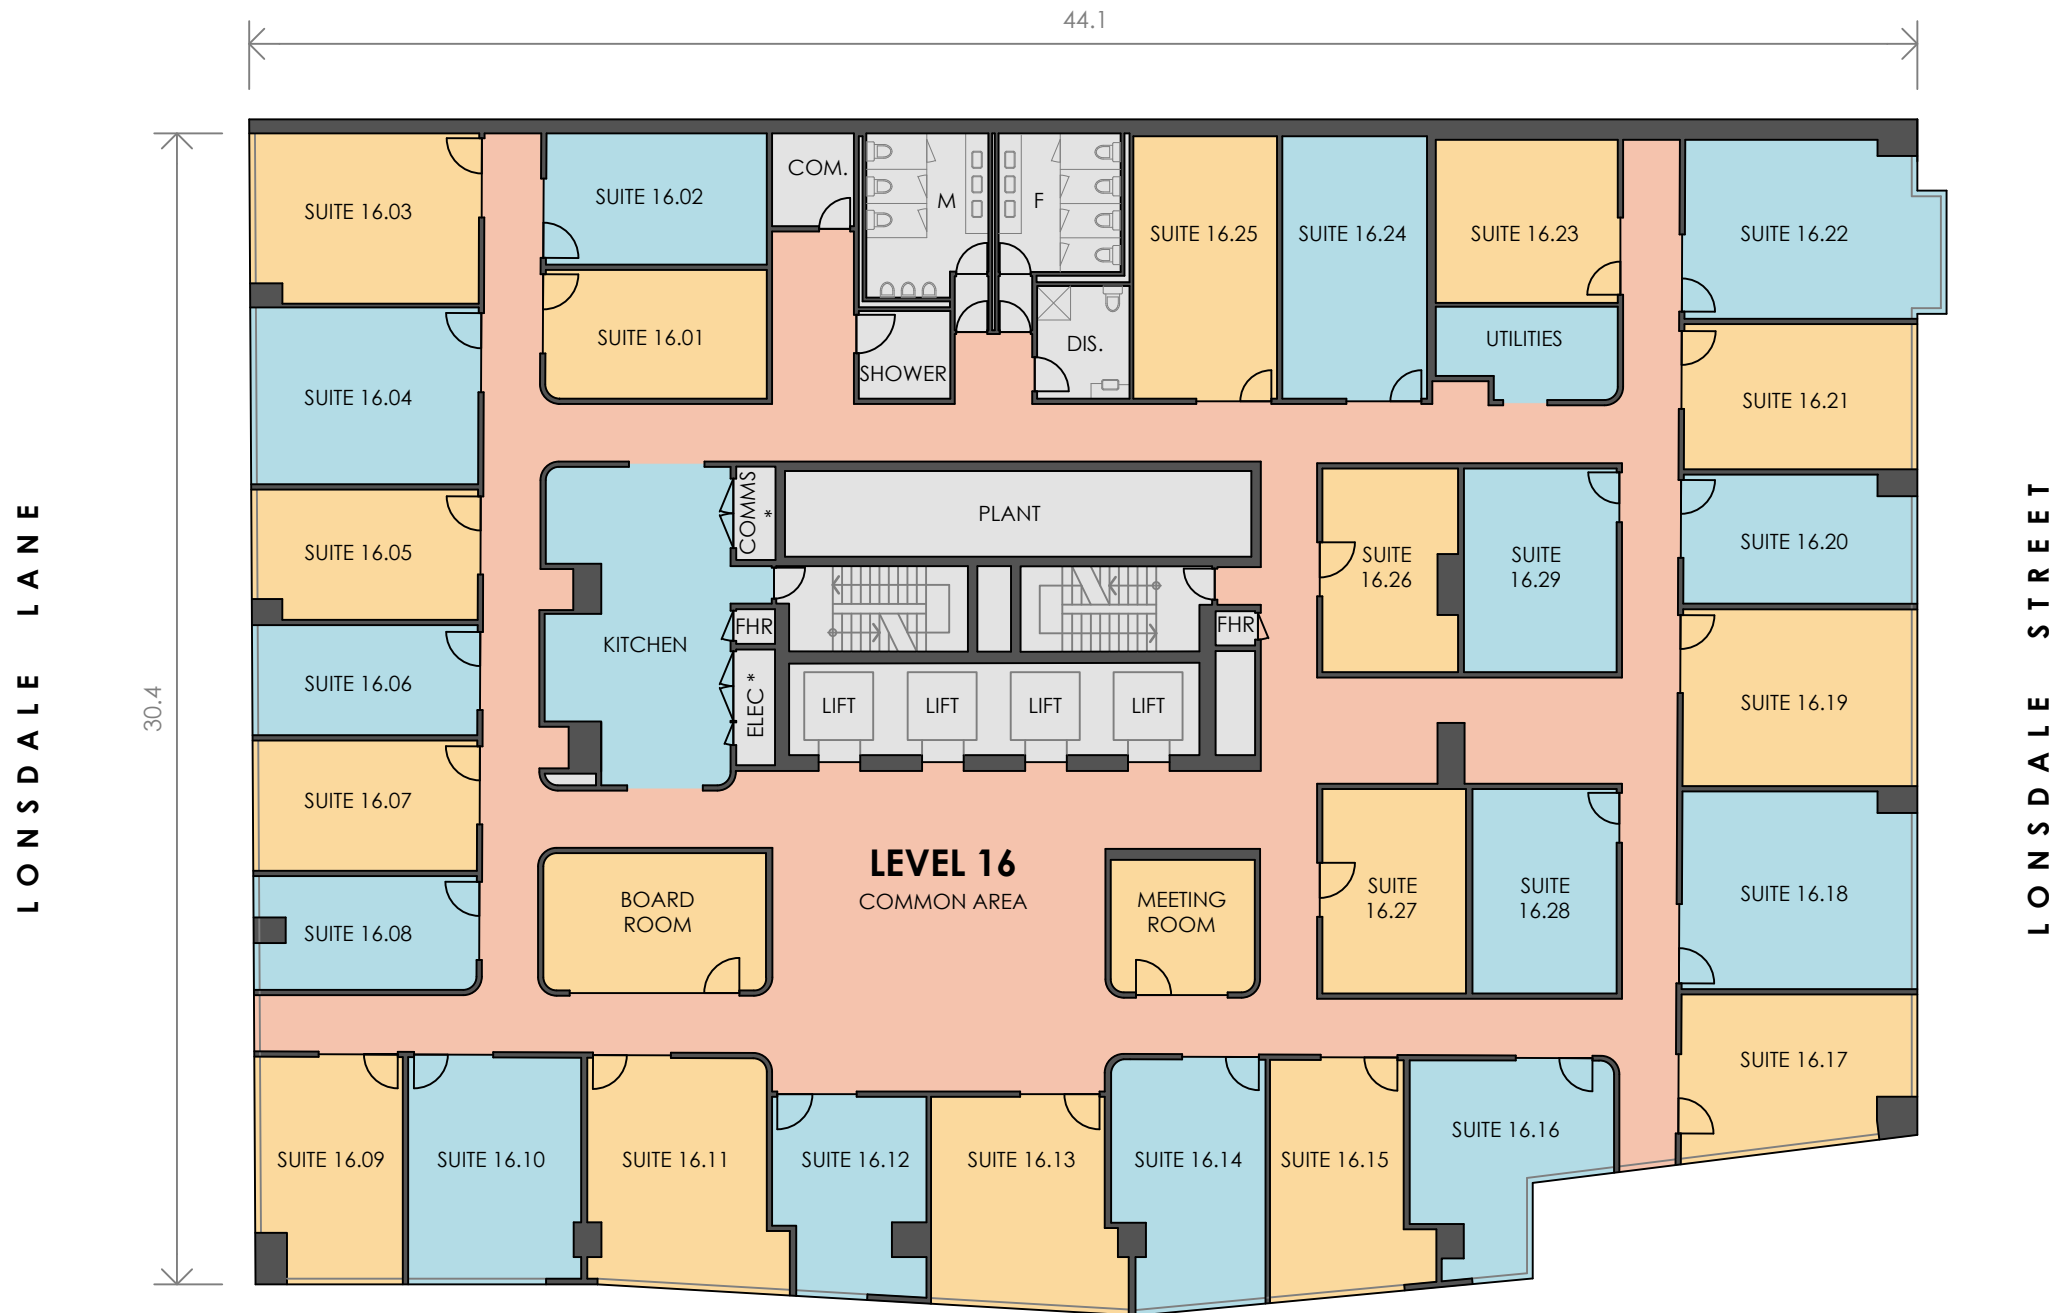 44.1
30.4
LONSDALE LANE
LONSDALE STREET
SUITE 16.03
SUITE 16.02
COM.
M
F
SUITE 16.25
SUITE 16.24
SUITE 16.23
SUITE 16.22
SUITE 16.01
SHOWER
DIS.
UTILITIES
SUITE 16.04
SUITE 16.21
SUITE 16.05
COMMS
*
PLANT
SUITE
16.26
SUITE
16.29
SUITE 16.20
KITCHEN
FHR
FHR
SUITE 16.06
ELEC *
LIFT
LIFT
LIFT
LIFT
SUITE 16.19
SUITE 16.07
LEVEL 16
COMMON AREA
SUITE 16.08
BOARD
ROOM
MEETING
ROOM
SUITE
16.27
SUITE
16.28
SUITE 16.18
SUITE 16.17
SUITE 16.09
SUITE 16.10
SUITE 16.11
SUITE 16.12
SUITE 16.13
SUITE 16.14
SUITE 16.15
SUITE 16.16